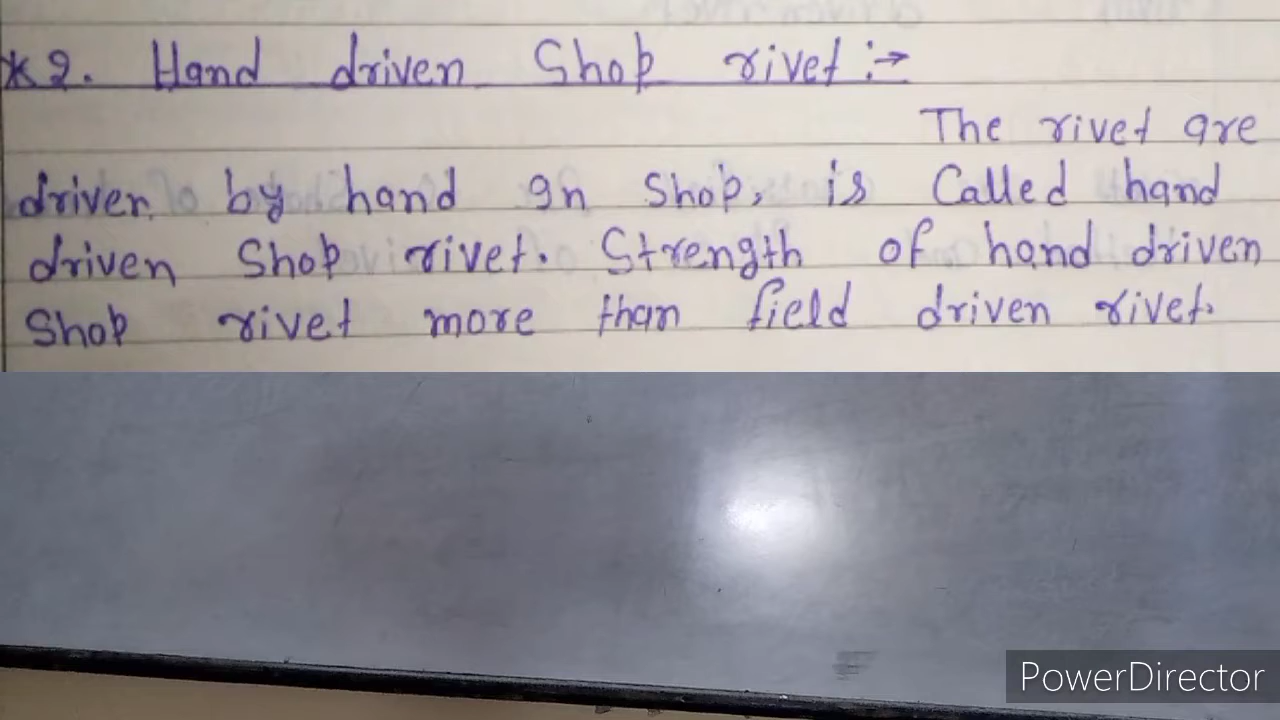 *2. Hand driven Shop rivet :→
The rivet are
driven by hand In Shop, is Called hand
driven Shop rivet. Strength of hand driven
Shop rivet more than field driven rivet.
PowerDirector